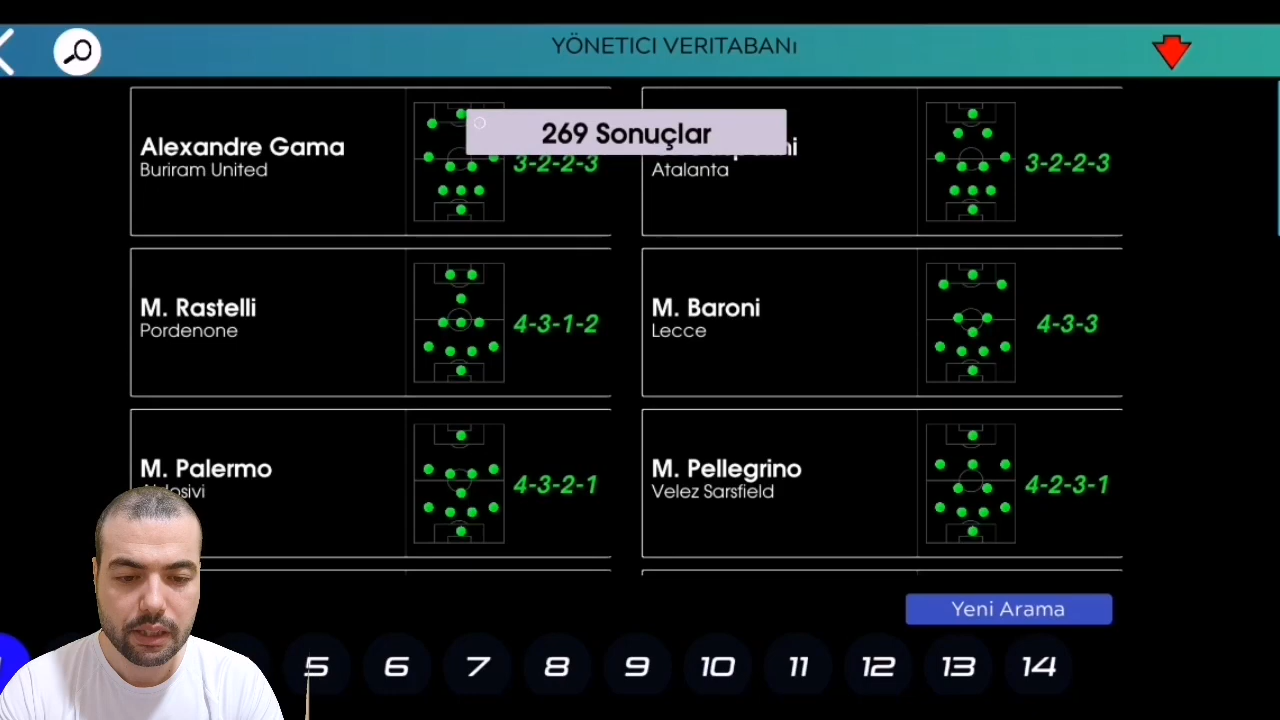 YÖNETICI VERITABANı
269 Sonuçlar
Alexandre Gama
Buriram United
3-2-2-3
Atalanta
3-2-2-3
M. Rastelli
Pordenone
4-3-1-2
M. Baroni
Lecce
4-3-3
M. Palermo
4-3-2-1
M. Pellegrino
Velez Sarsfield
4-2-3-1
Yeni Arama
5 6 7 8 9 10 11 12 13 14